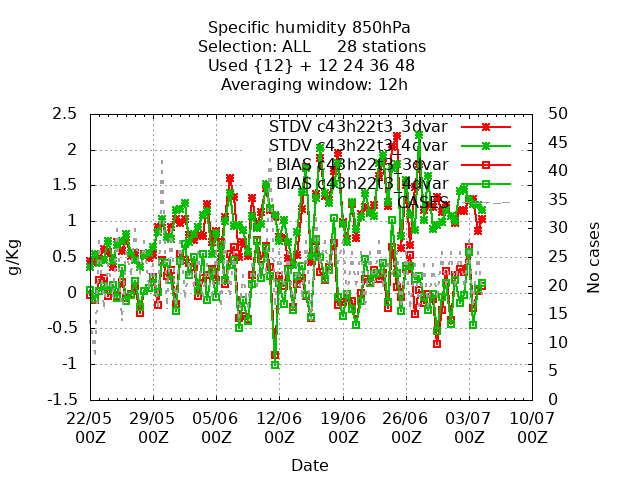 Specific humidity 850hPa
Selection: ALL 28 stations
Used {12} + 12 24 36 48
Averaging window: 12h
2.5
2
1.5
1
0.5
0
-0.5
-1
-1.5
g/Kg
STDV c43h22t3_3dvar
STDV c43h22t3_4dvar
BIAS c43h22t3_3dvar
BIAS c43h22t3_4dvar
CASES
50
45
40
35
30
25
20
15
10
5
0
No cases
22/05 29/05 05/06 12/06 19/06 26/06 03/07 10/07
00Z 00Z 00Z 00Z 00Z 00Z 00Z 00Z
Date